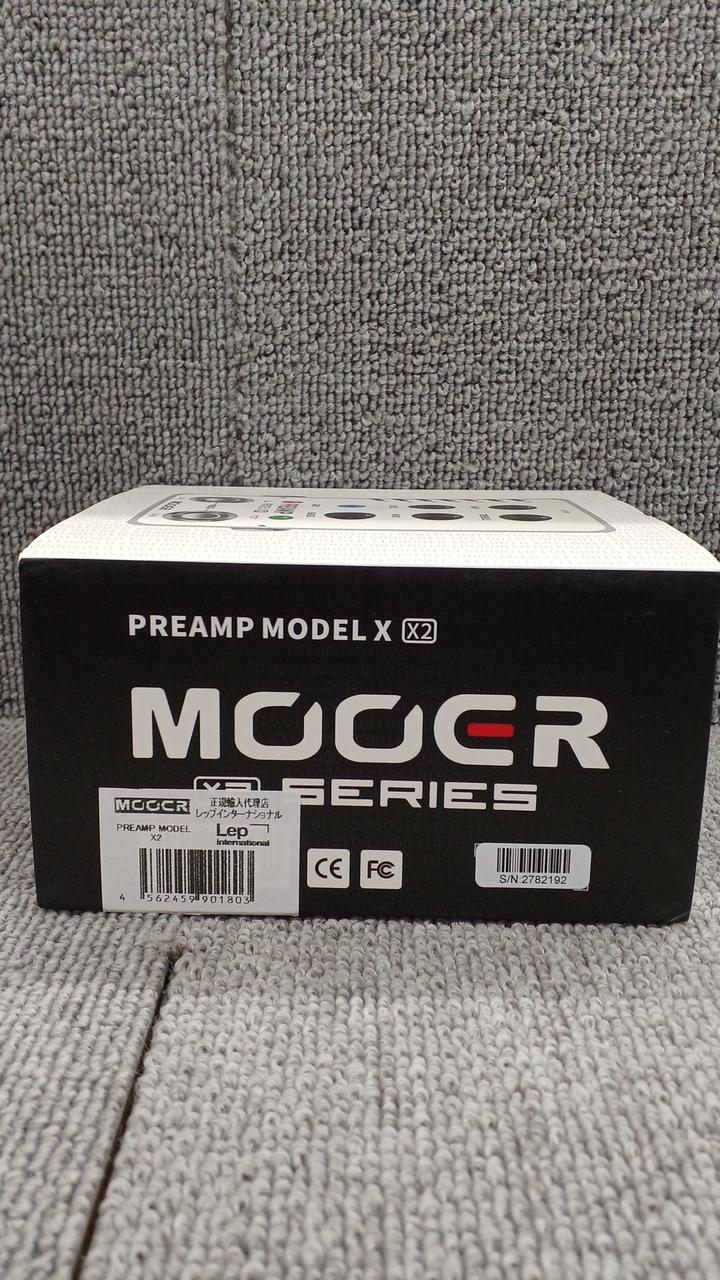 PREAMP MODEL X X2
MOOER
X2 SERIES
MOOER 正規輸入代理店
レップインターナショナル
PREAMP MODEL
X2
Lep
International
4 562459 901803
CE FC
S/N:2782192